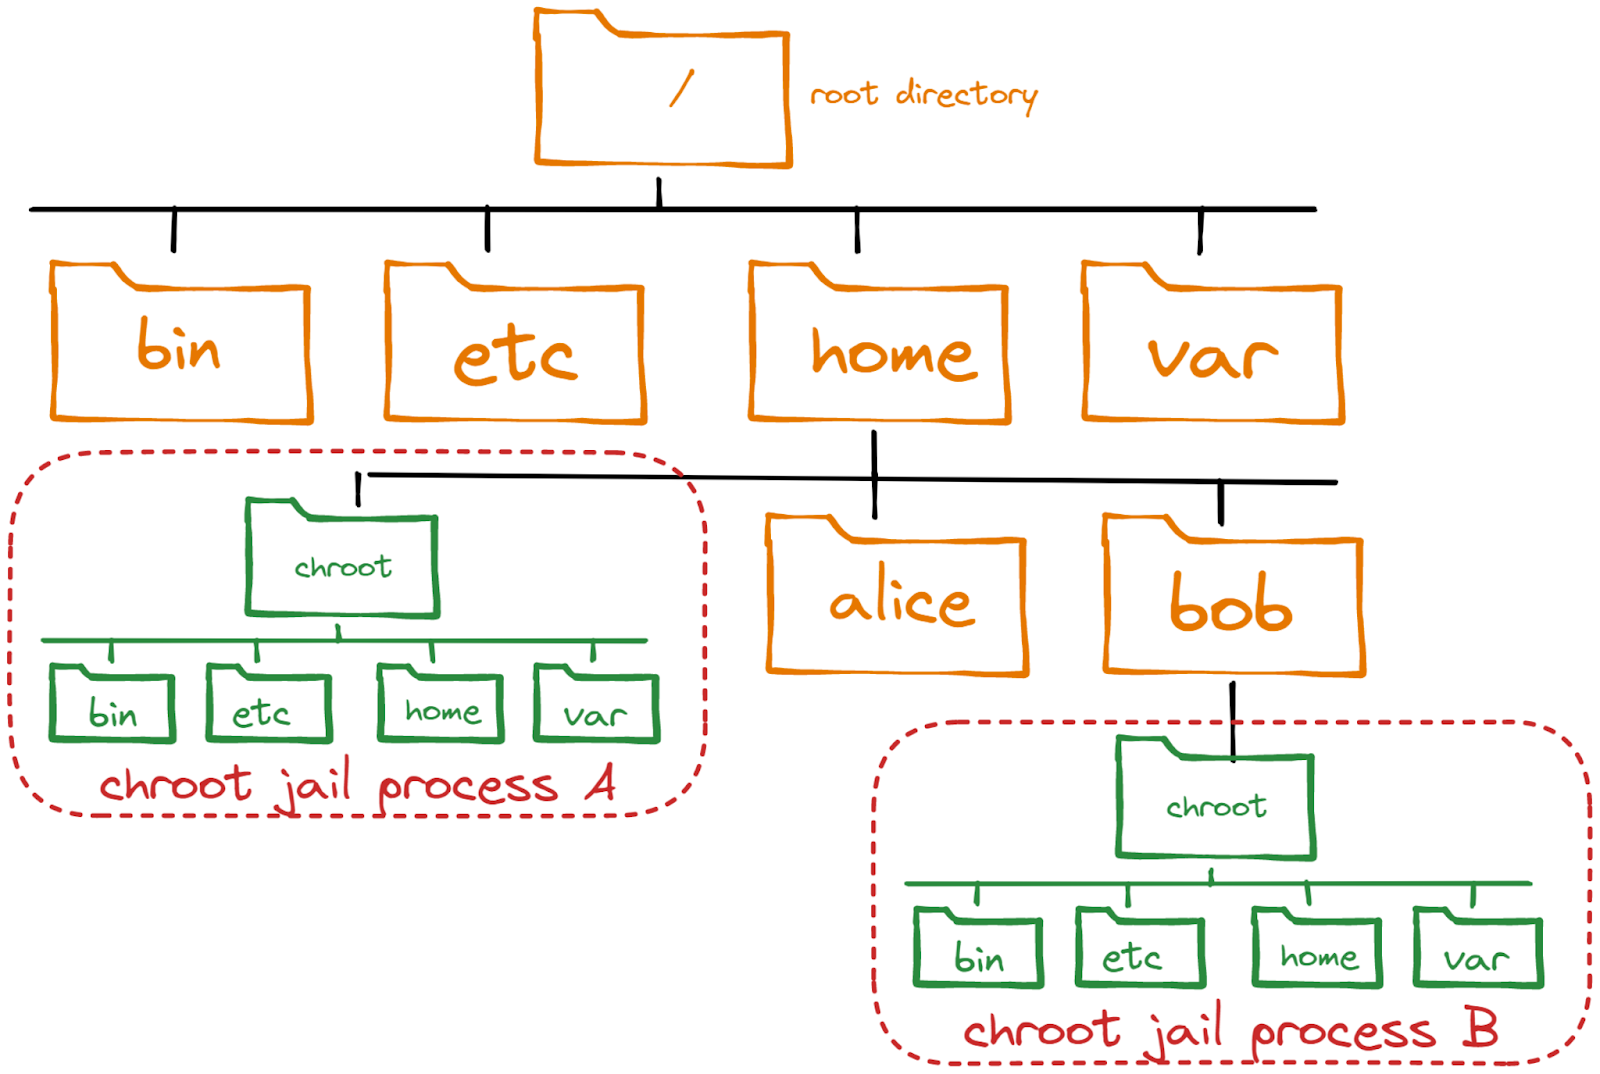 /
root directory
bin
etc
home
var
chroot
alice
bob
bin
etc
home
var
chroot jail process A
chroot
bin
etc
home
var
chroot jail process B